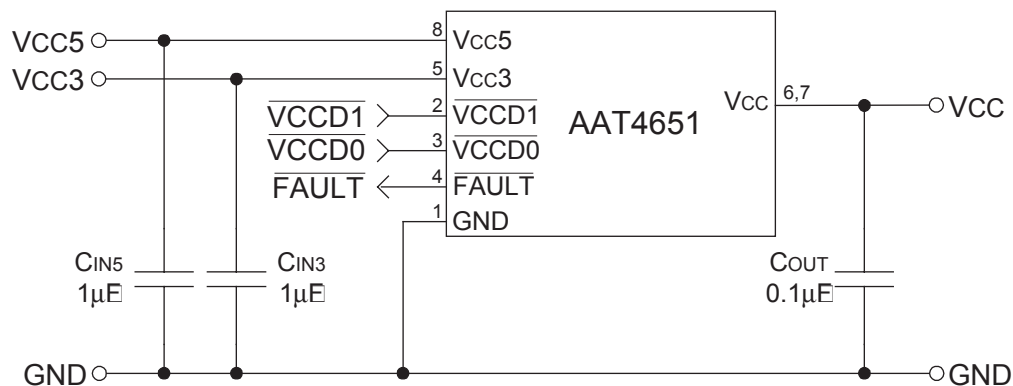 VCC5
8
VCC5
VCC3
5
VCC3
VCCD1
2
VCCD1
VCCD0
3
VCCD0
FAULT
4
FAULT
1
GND
AAT4651
VCC
6,7
VCC
CIN5
1µF
CIN3
1µF
COUT
0.1µF
GND
GND